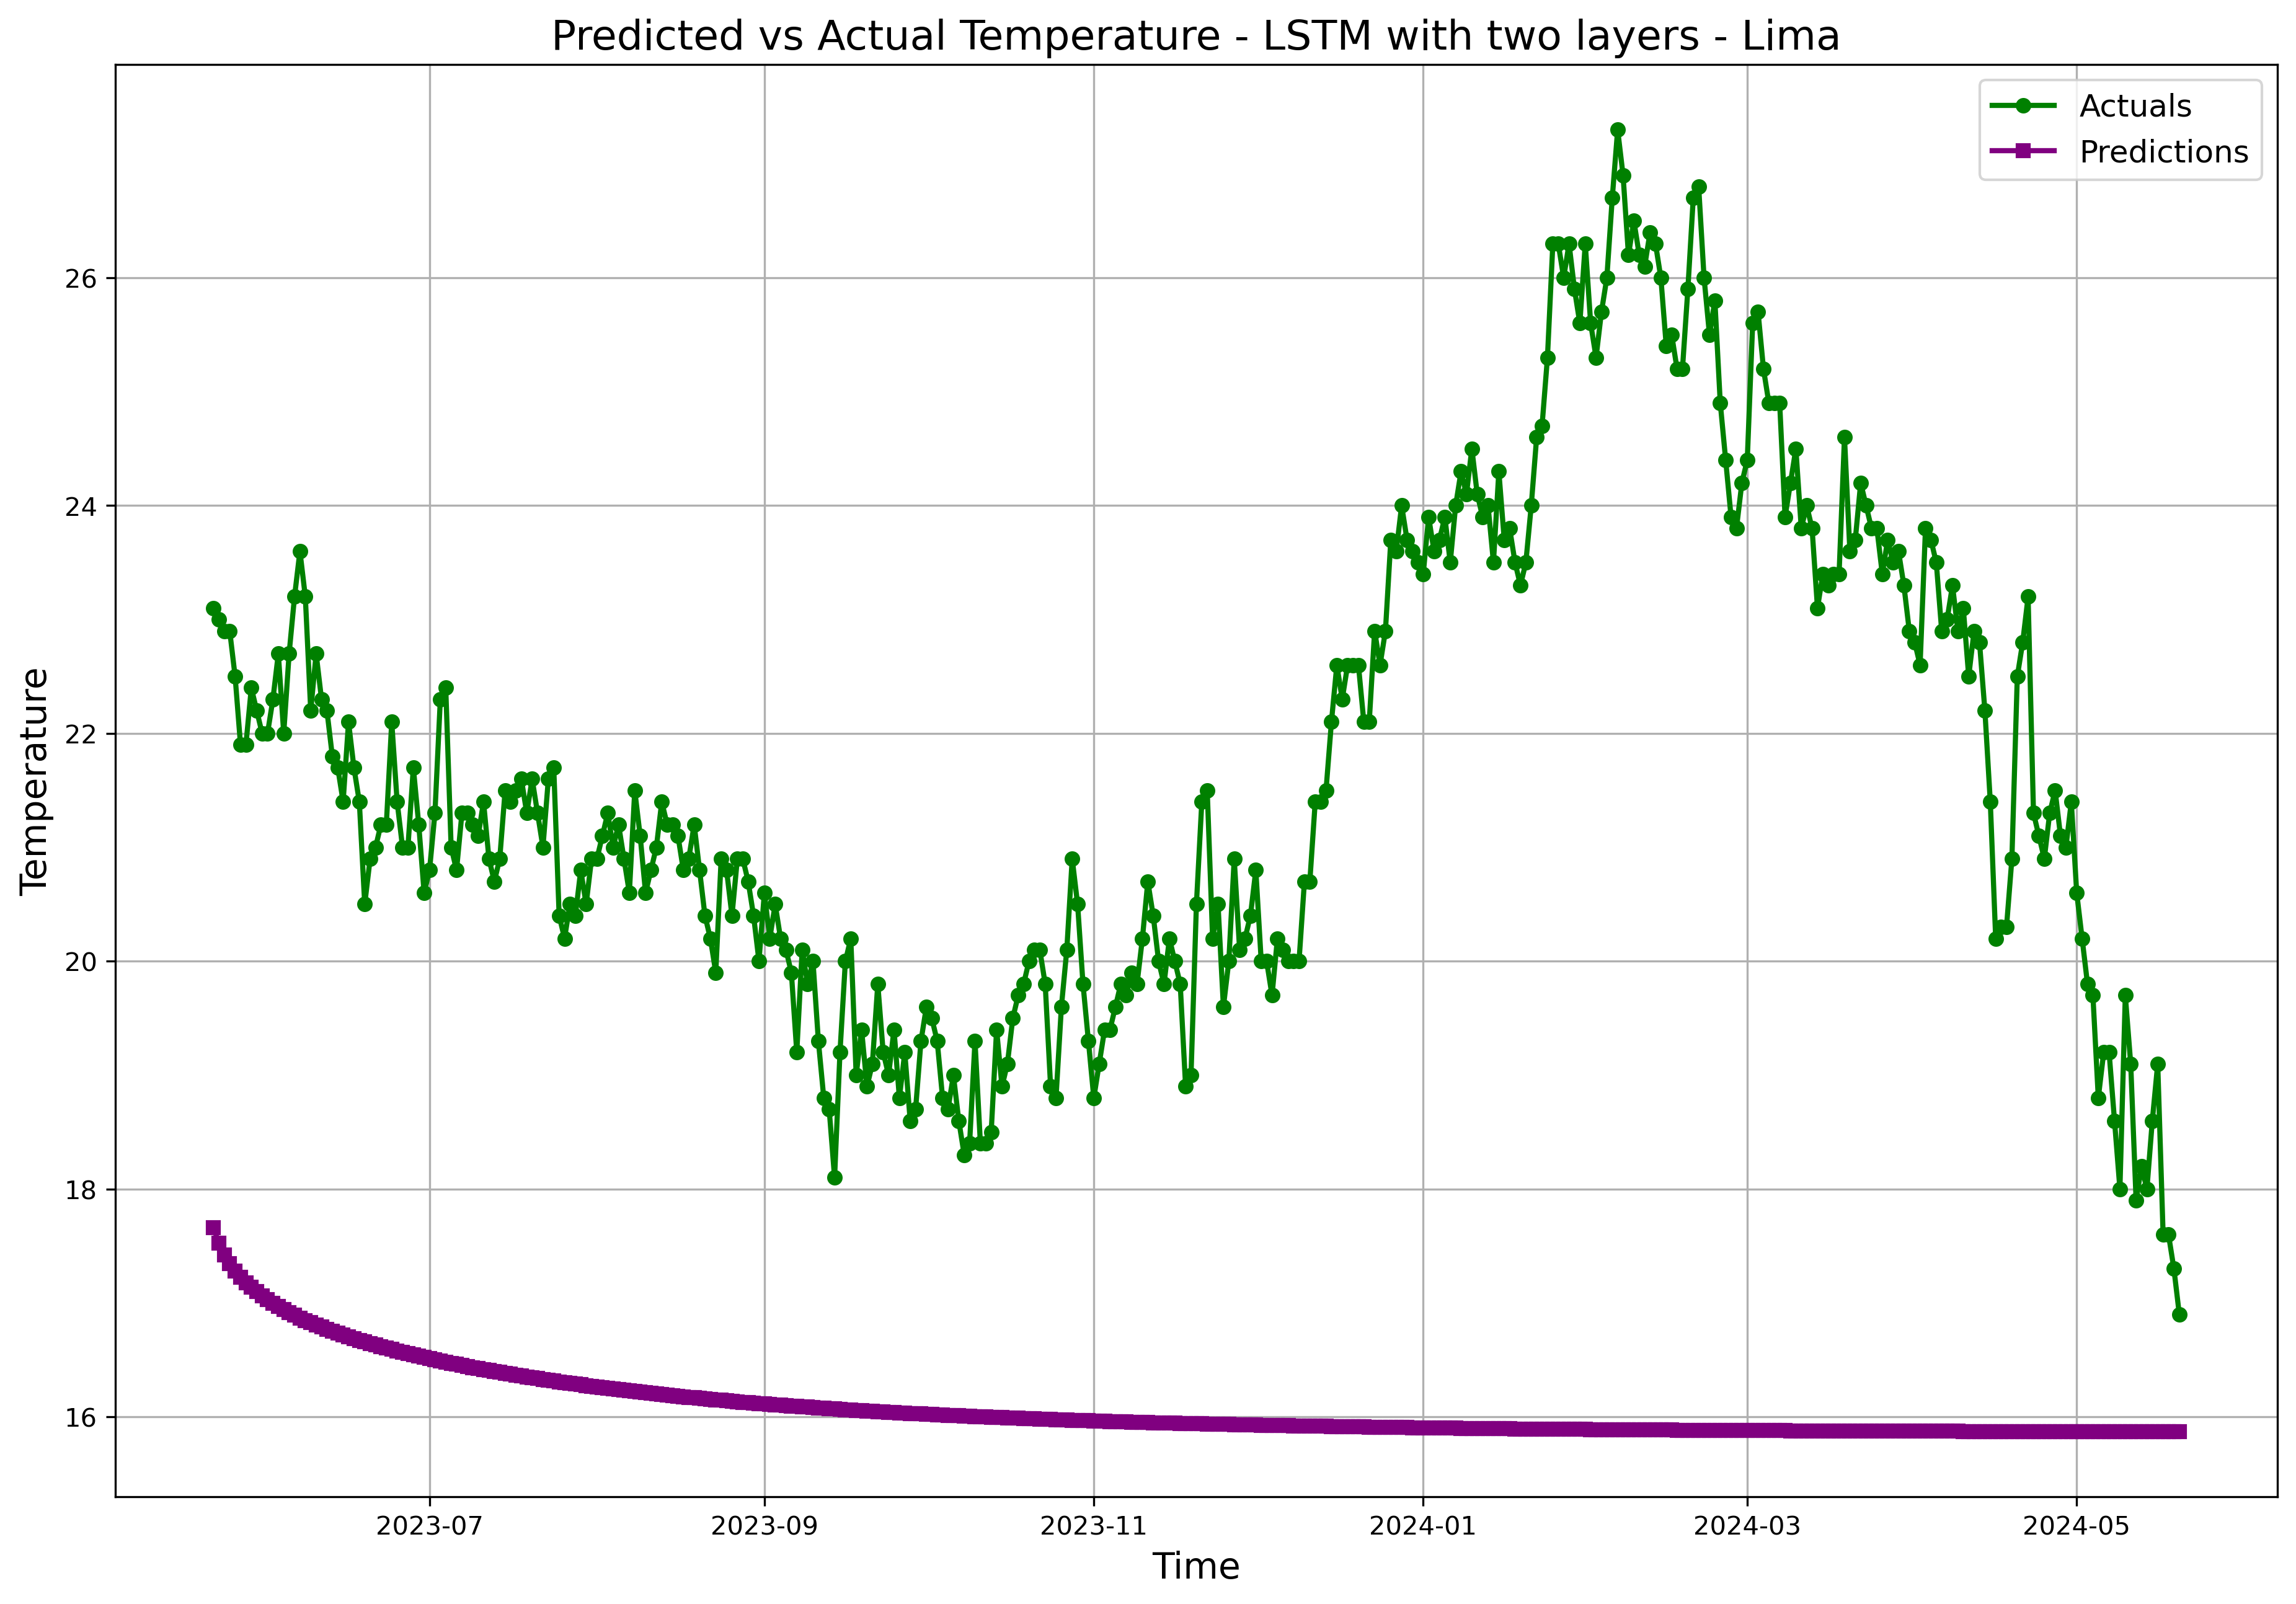 Predicted vs Actual Temperature - LSTM with two layers - Lima
Actuals
Predictions
Temperature
26
24
22
20
18
16
2023-07
2023-09
2023-11
2024-01
2024-03
2024-05
Time